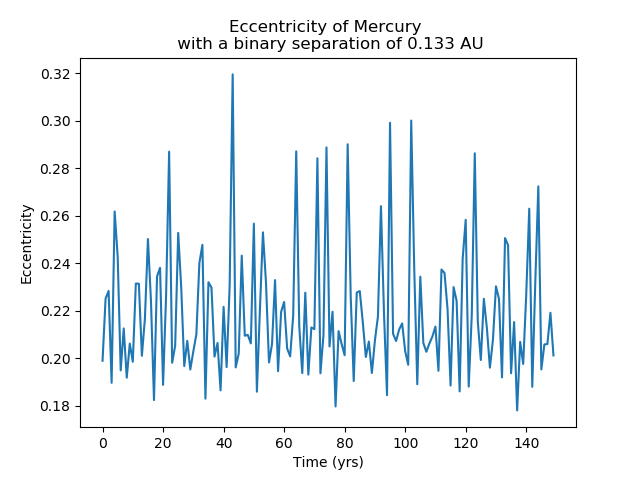 Eccentricity of Mercury
with a binary separation of 0.133 AU
0.32
0.30
0.28
0.26
0.24
0.22
0.20
0.18
Eccentricity
0 20 40 60 80 100 120 140
Time (yrs)